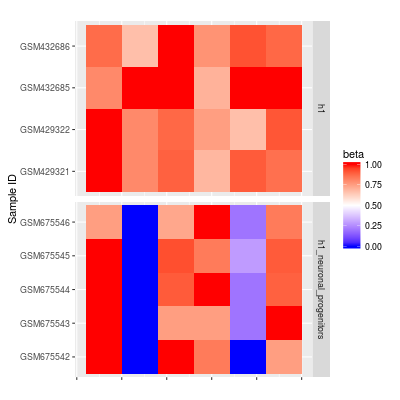 Sample ID
GSM432686
GSM432685
GSM429322
GSM429321
h1
GSM675546
GSM675545
GSM675544
GSM675543
GSM675542
h1_neuronal_progenitors
beta
1.00
0.75
0.50
0.25
0.00